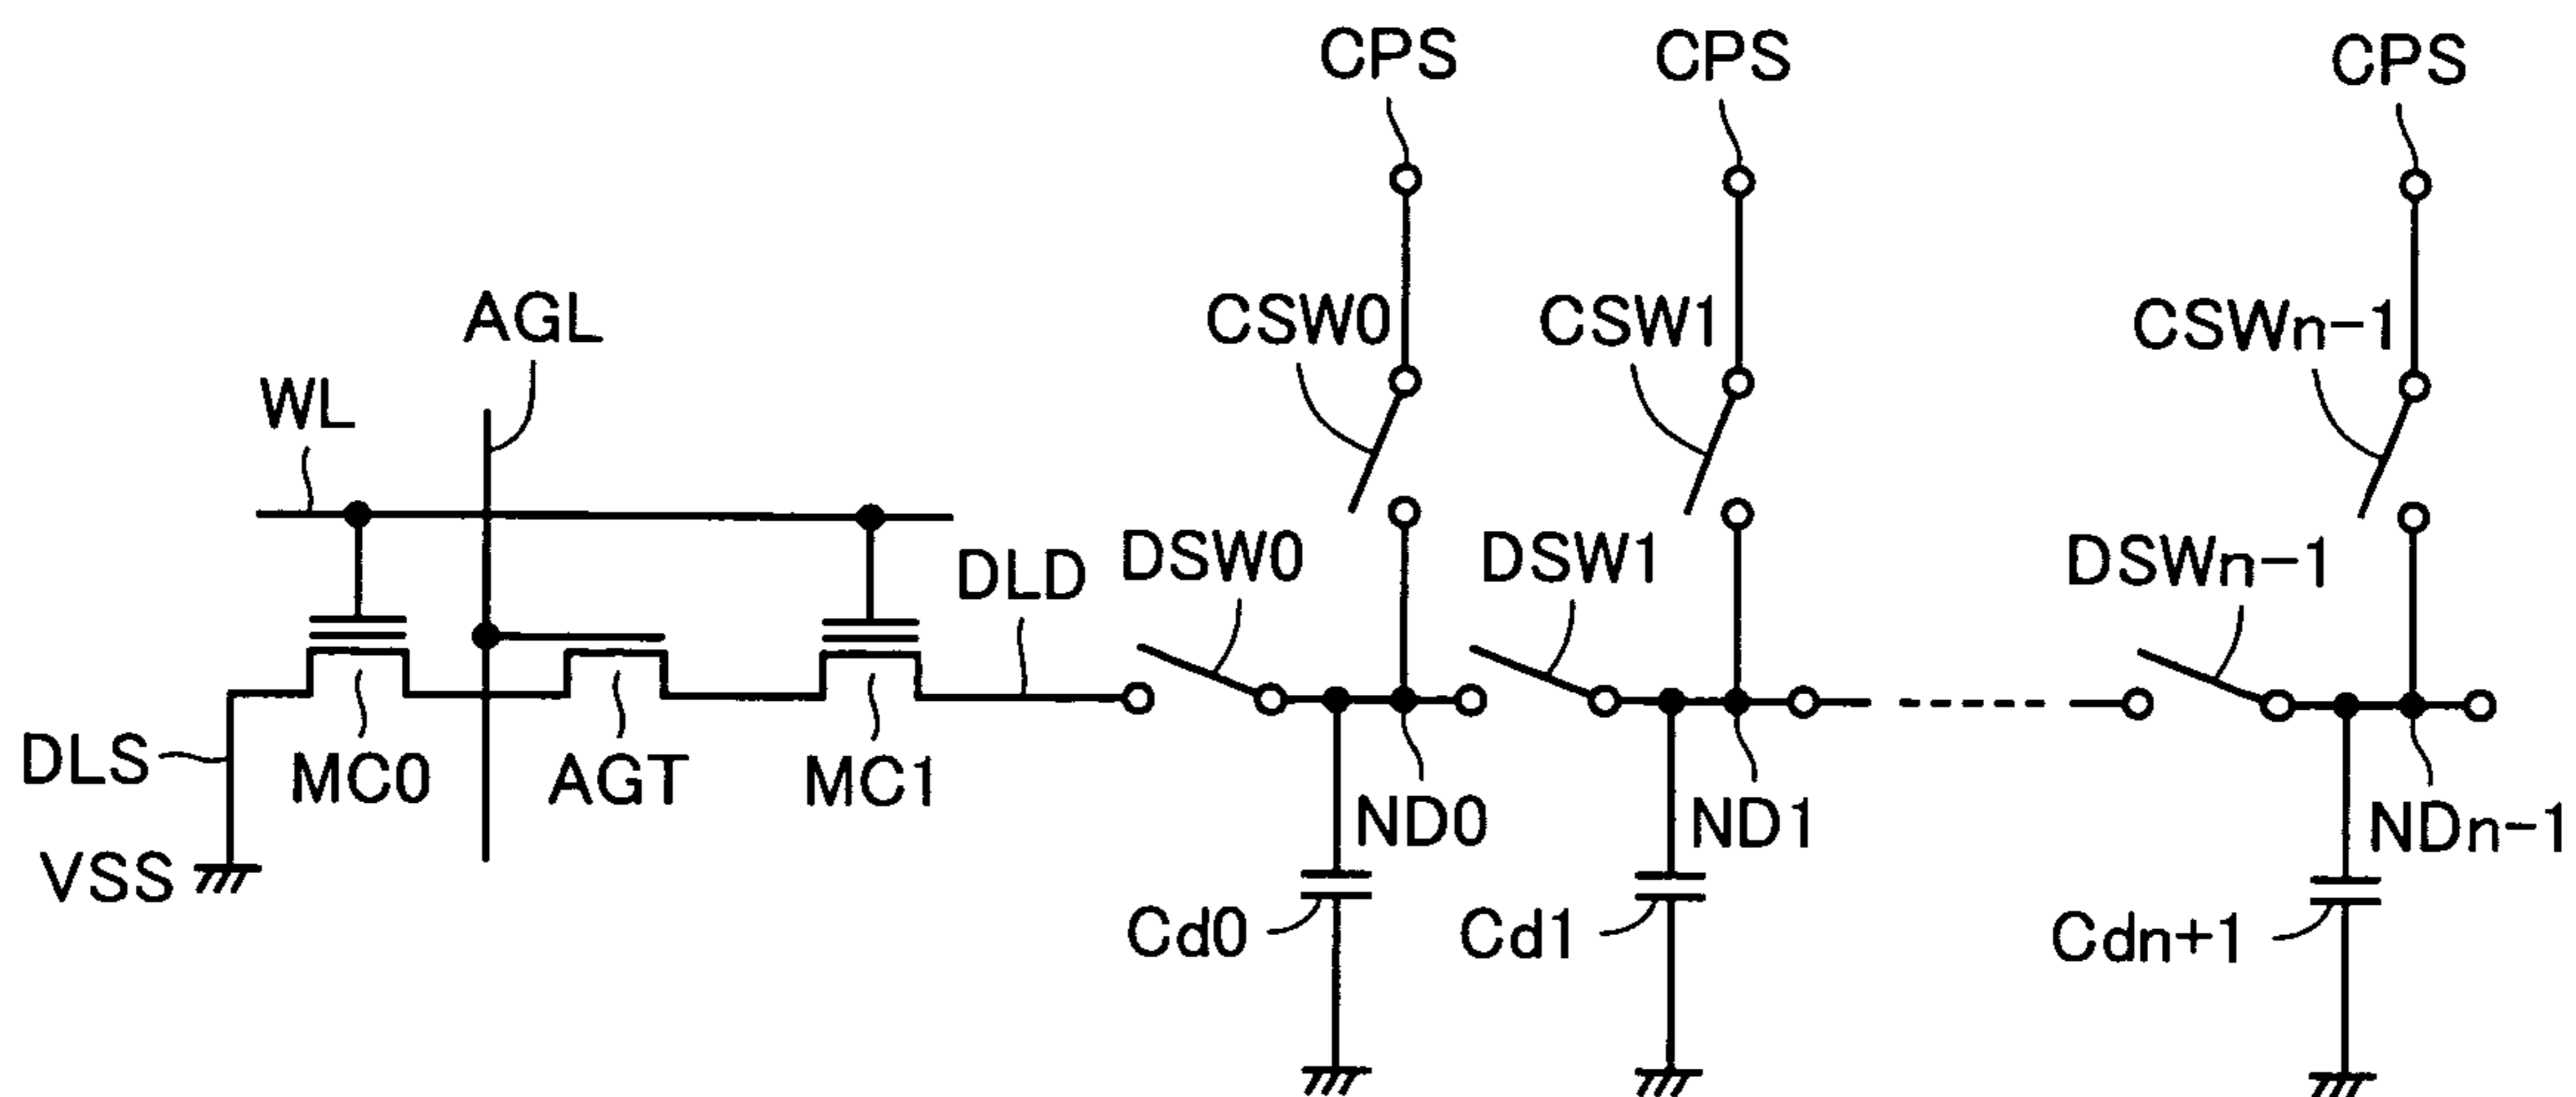 CPS
CPS
CPS
AGL
CSW0
CSW1
CSWn-1
WL
DLD
DSW0
DSW1
DSWn-1
DLS
MC0
AGT
MC1
ND0
ND1
NDn-1
VSS
Cd0
Cd1
Cdn+1